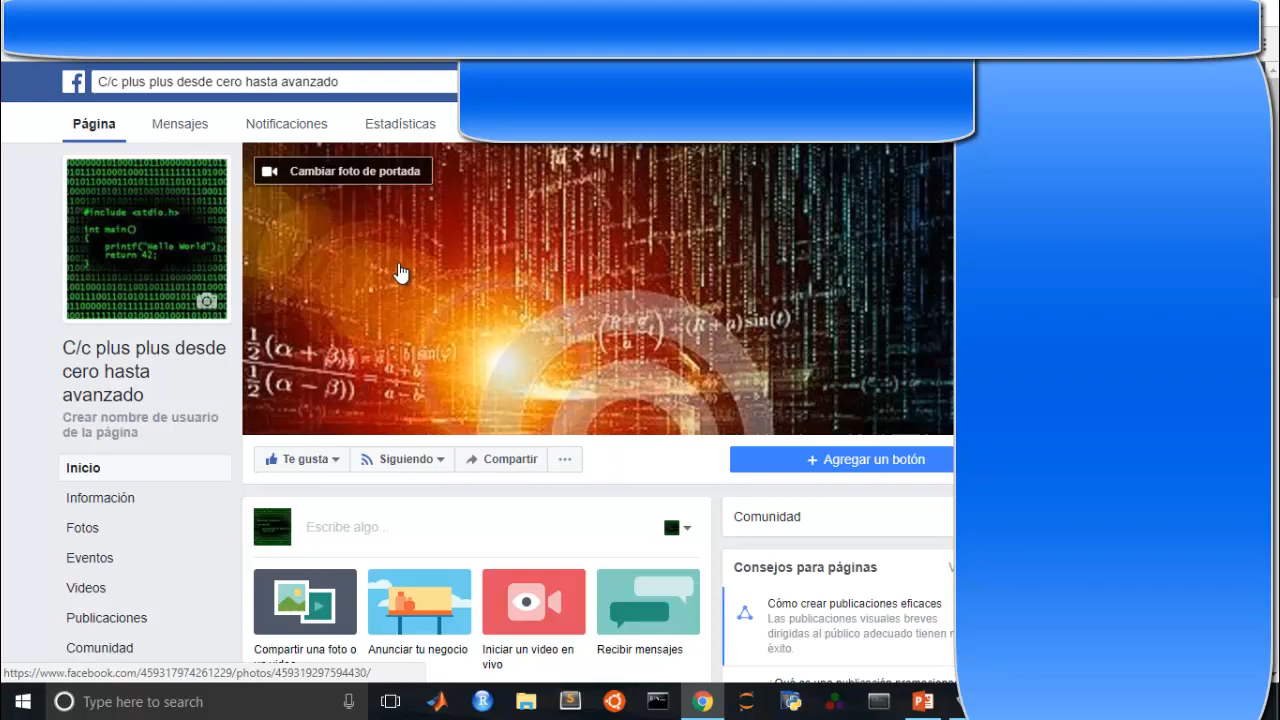 C/c plus plus desde cero hasta avanzado
Página Mensajes Notificaciones Estadísticas
Cambiar foto de portada
#include <stdio.h>
int main()
{
printf("Hello World")
return 42;
}
C/c plus plus desde
cero hasta
avanzado
Crear nombre de usuario
de la página
Te gusta Siguiendo Compartir ...
+ Agregar un botón
Inicio
Información
Fotos
Eventos
Videos
Publicaciones
Comunidad
Escribe algo...
Compartir una foto o
Anunciar tu negocio
Iniciar un video en
vivo
Recibir mensajes
Comunidad
Consejos para páginas
Cómo crear publicaciones eficaces
Las publicaciones visuales breves
dirigidas al público adecuado tienen
éxito.
https://www.facebook.com/459317974261229/photos/459319297594430/
Type here to search